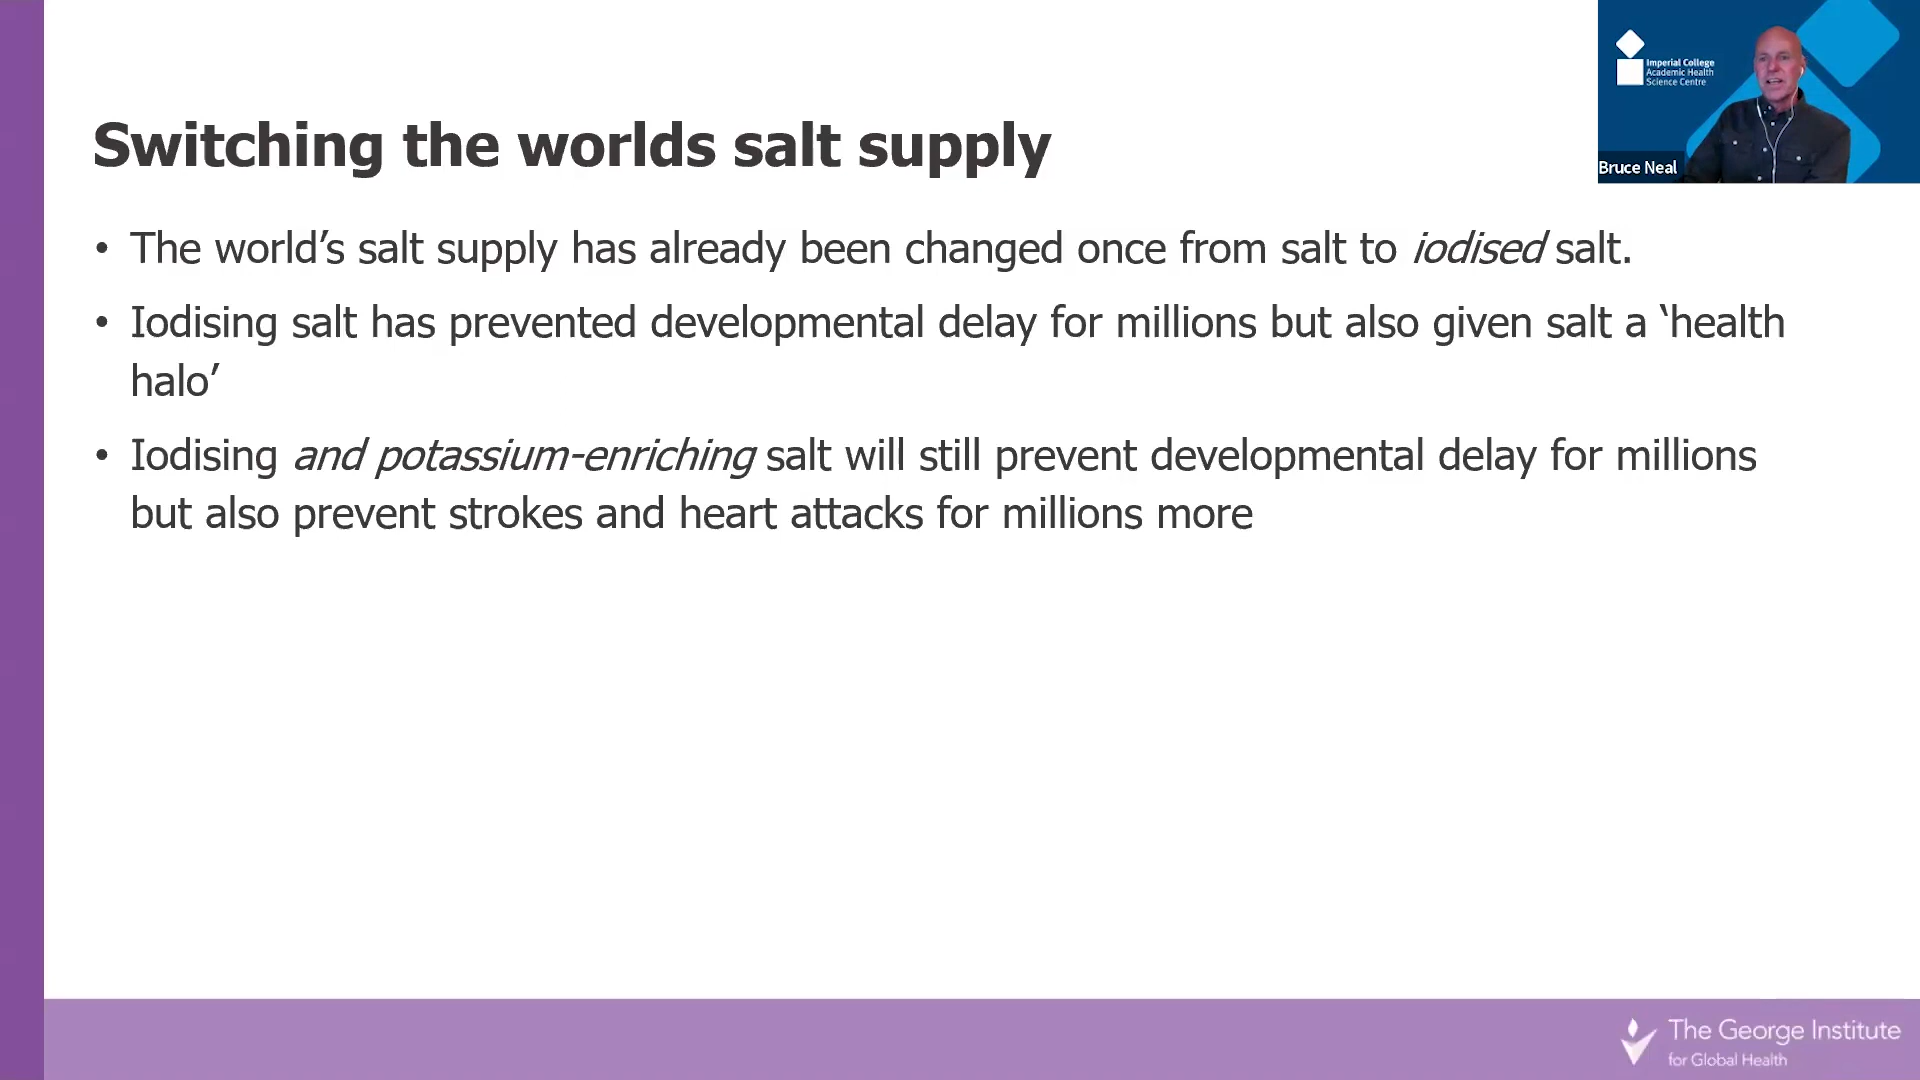 Imperial College
Academic Health
Science Centre
Bruce Neal
Switching the worlds salt supply
• The world’s salt supply has already been changed once from salt to iodised salt.
• Iodising salt has prevented developmental delay for millions but also given salt a ‘health
halo’
• Iodising and potassium-enriching salt will still prevent developmental delay for millions
but also prevent strokes and heart attacks for millions more
The George Institute
for Global Health